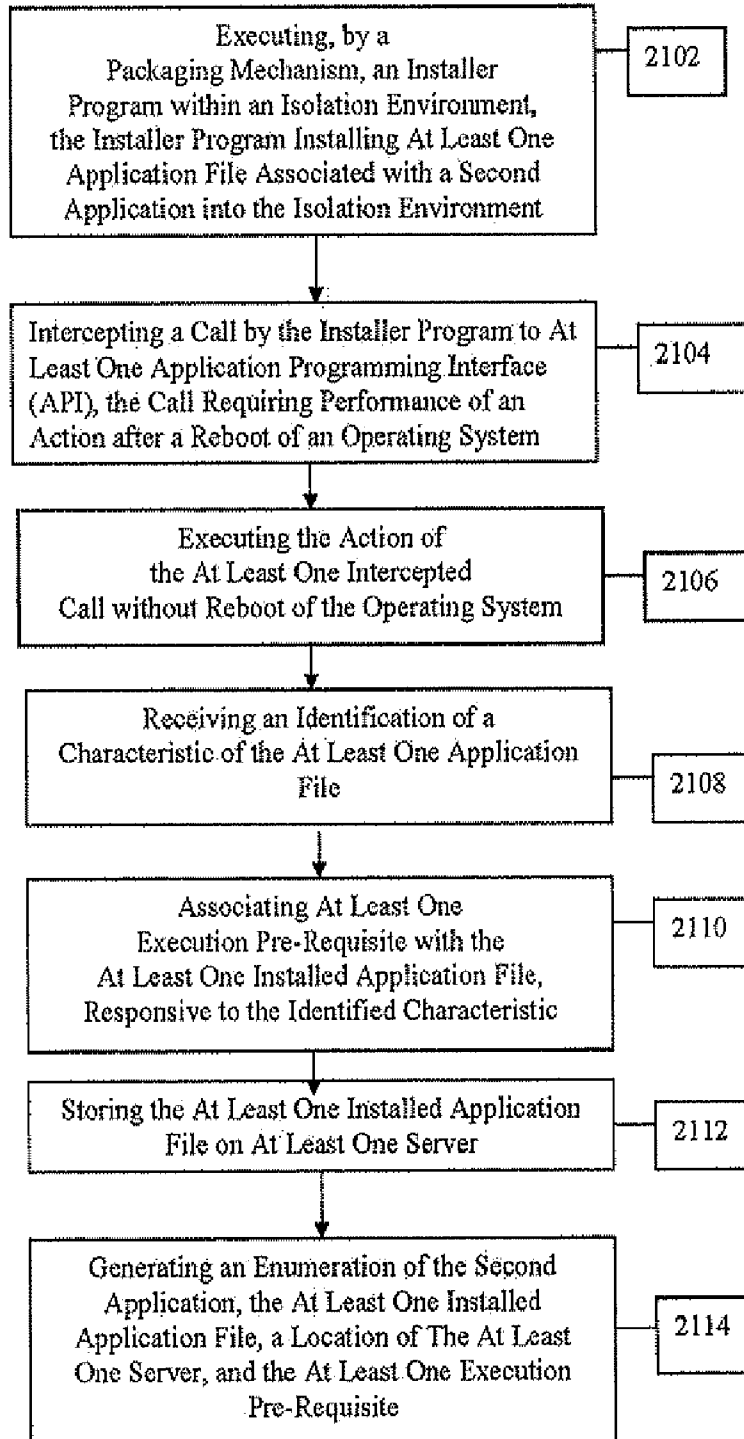 Executing, by a
Packaging Mechanism, an Installer
Program within an Isolation Environment,
the Installer Program Installing At Least One
Application File Associated with a Second
Application into the Isolation Environment
2102
Intercepting a Call by the Installer Program to At
Least One Application Programming Interface
(API), the Call Requiring Performance of an
Action after a Reboot of an Operating System
2104
Executing the Action of
the At Least One Intercepted
Call without Reboot of the Operating System
2106
Receiving an Identification of a
Characteristic of the At Least One Application
File
2108
Associating At Least One
Execution Pre-Requisite with the
At Least One Installed Application File,
Responsive to the Identified Characteristic
2110
Storing the At Least One Installed Application
File on At Least One Server
2112
Generating an Enumeration of the Second
Application, the At Least One Installed
Application File, a Location of The At Least
One Server, and the At Least One Execution
Pre-Requisite
2114